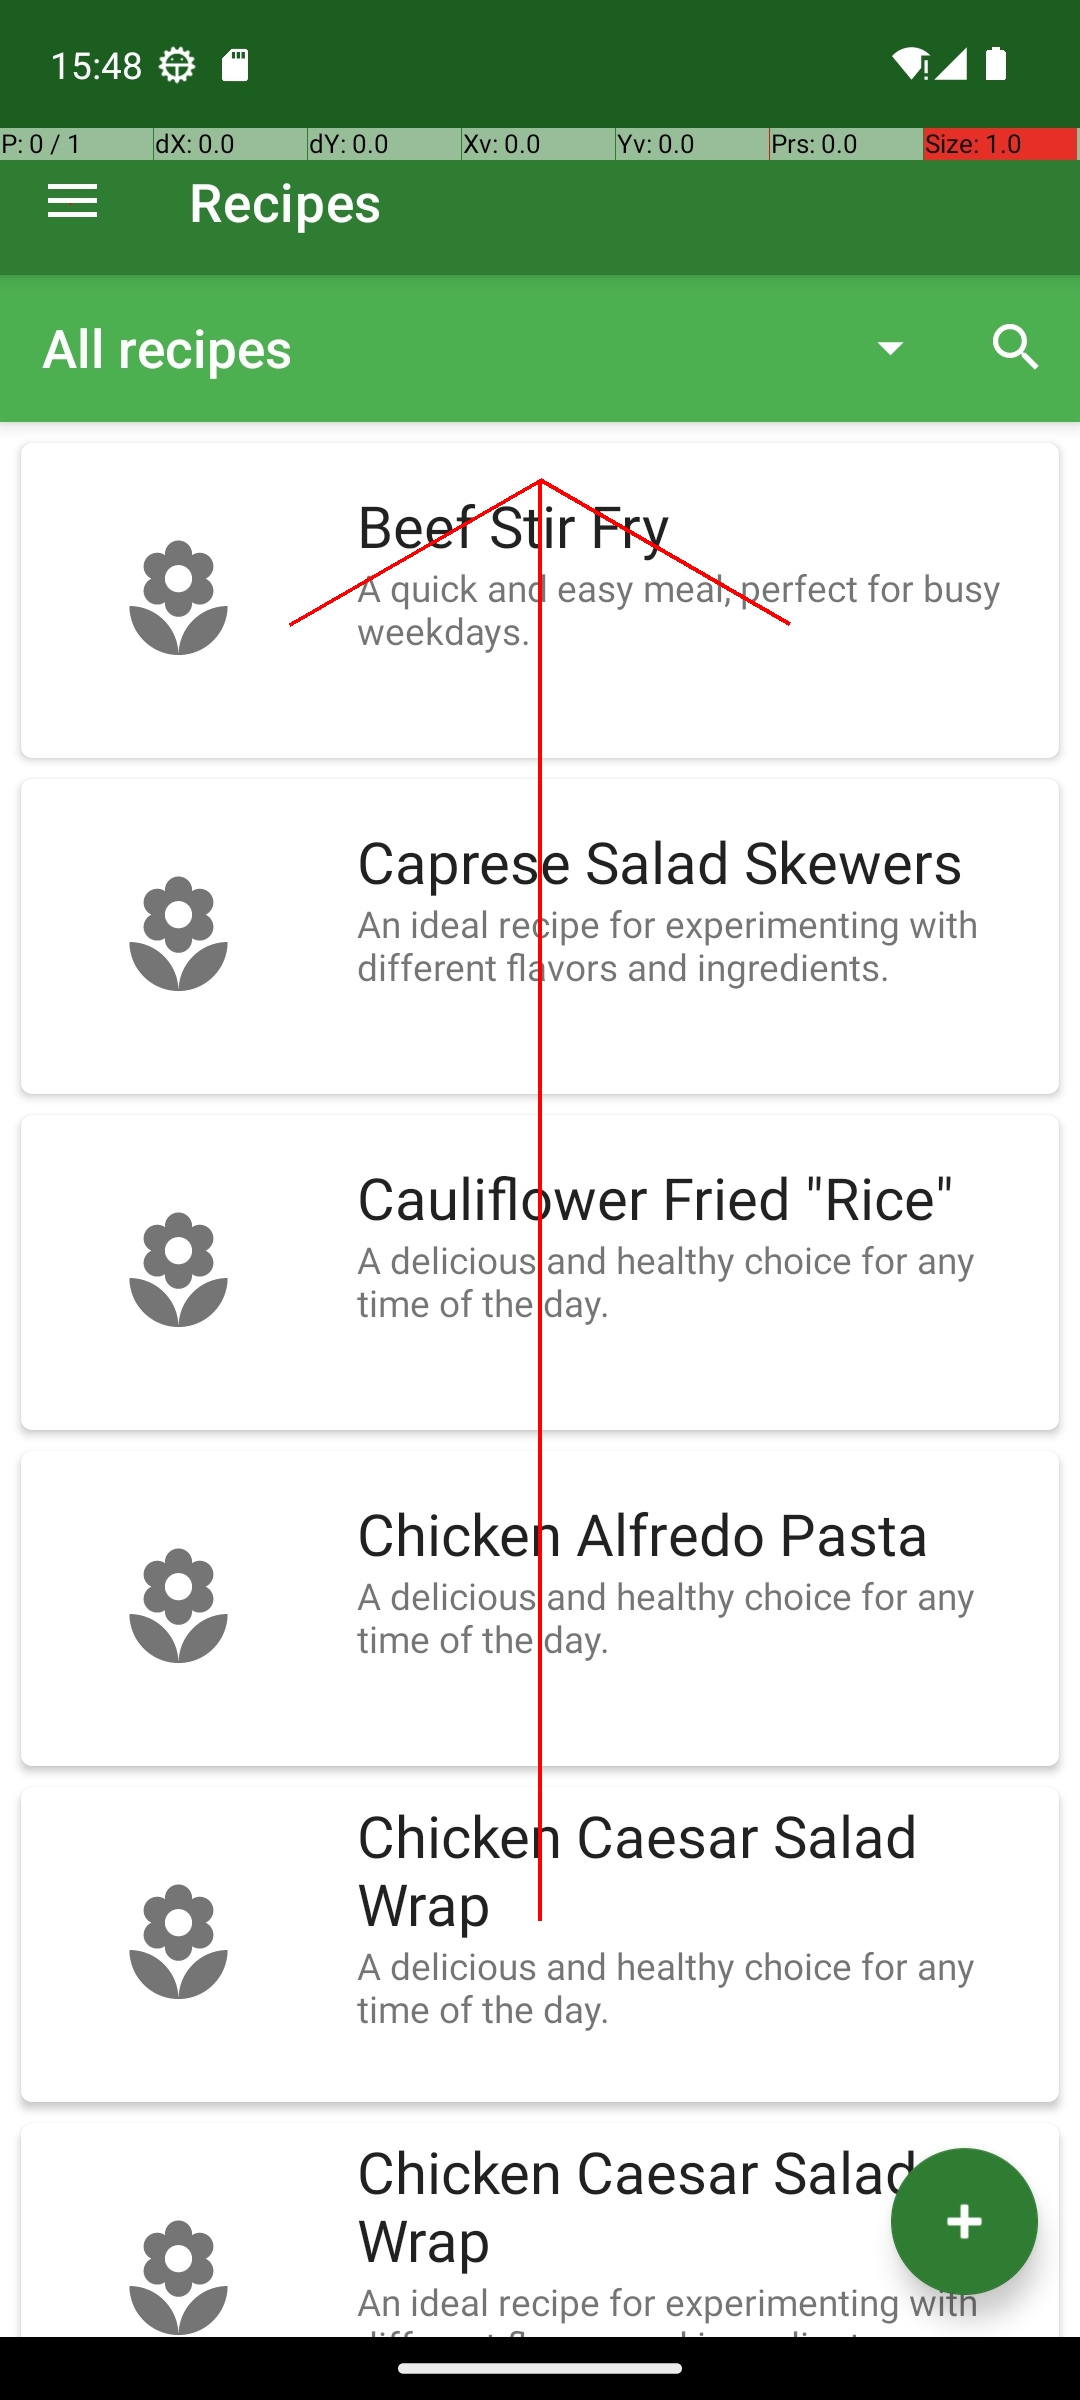 15:48
P: 0 / 1 dX: 0.0 dY: 0.0 Xv: 0.0 Yv: 0.0 Prs: 0.0 Size: 1.0
Recipes
All recipes
Beef Stir Fry
A quick and easy meal, perfect for busy
weekdays.
Caprese Salad Skewers
An ideal recipe for experimenting with
different flavors and ingredients.
Cauliflower Fried "Rice"
A delicious and healthy choice for any
time of the day.
Chicken Alfredo Pasta
A delicious and healthy choice for any
time of the day.
Chicken Caesar Salad
Wrap
A delicious and healthy choice for any
time of the day.
Chicken Caesar Salad
Wrap
An ideal recipe for experimenting with